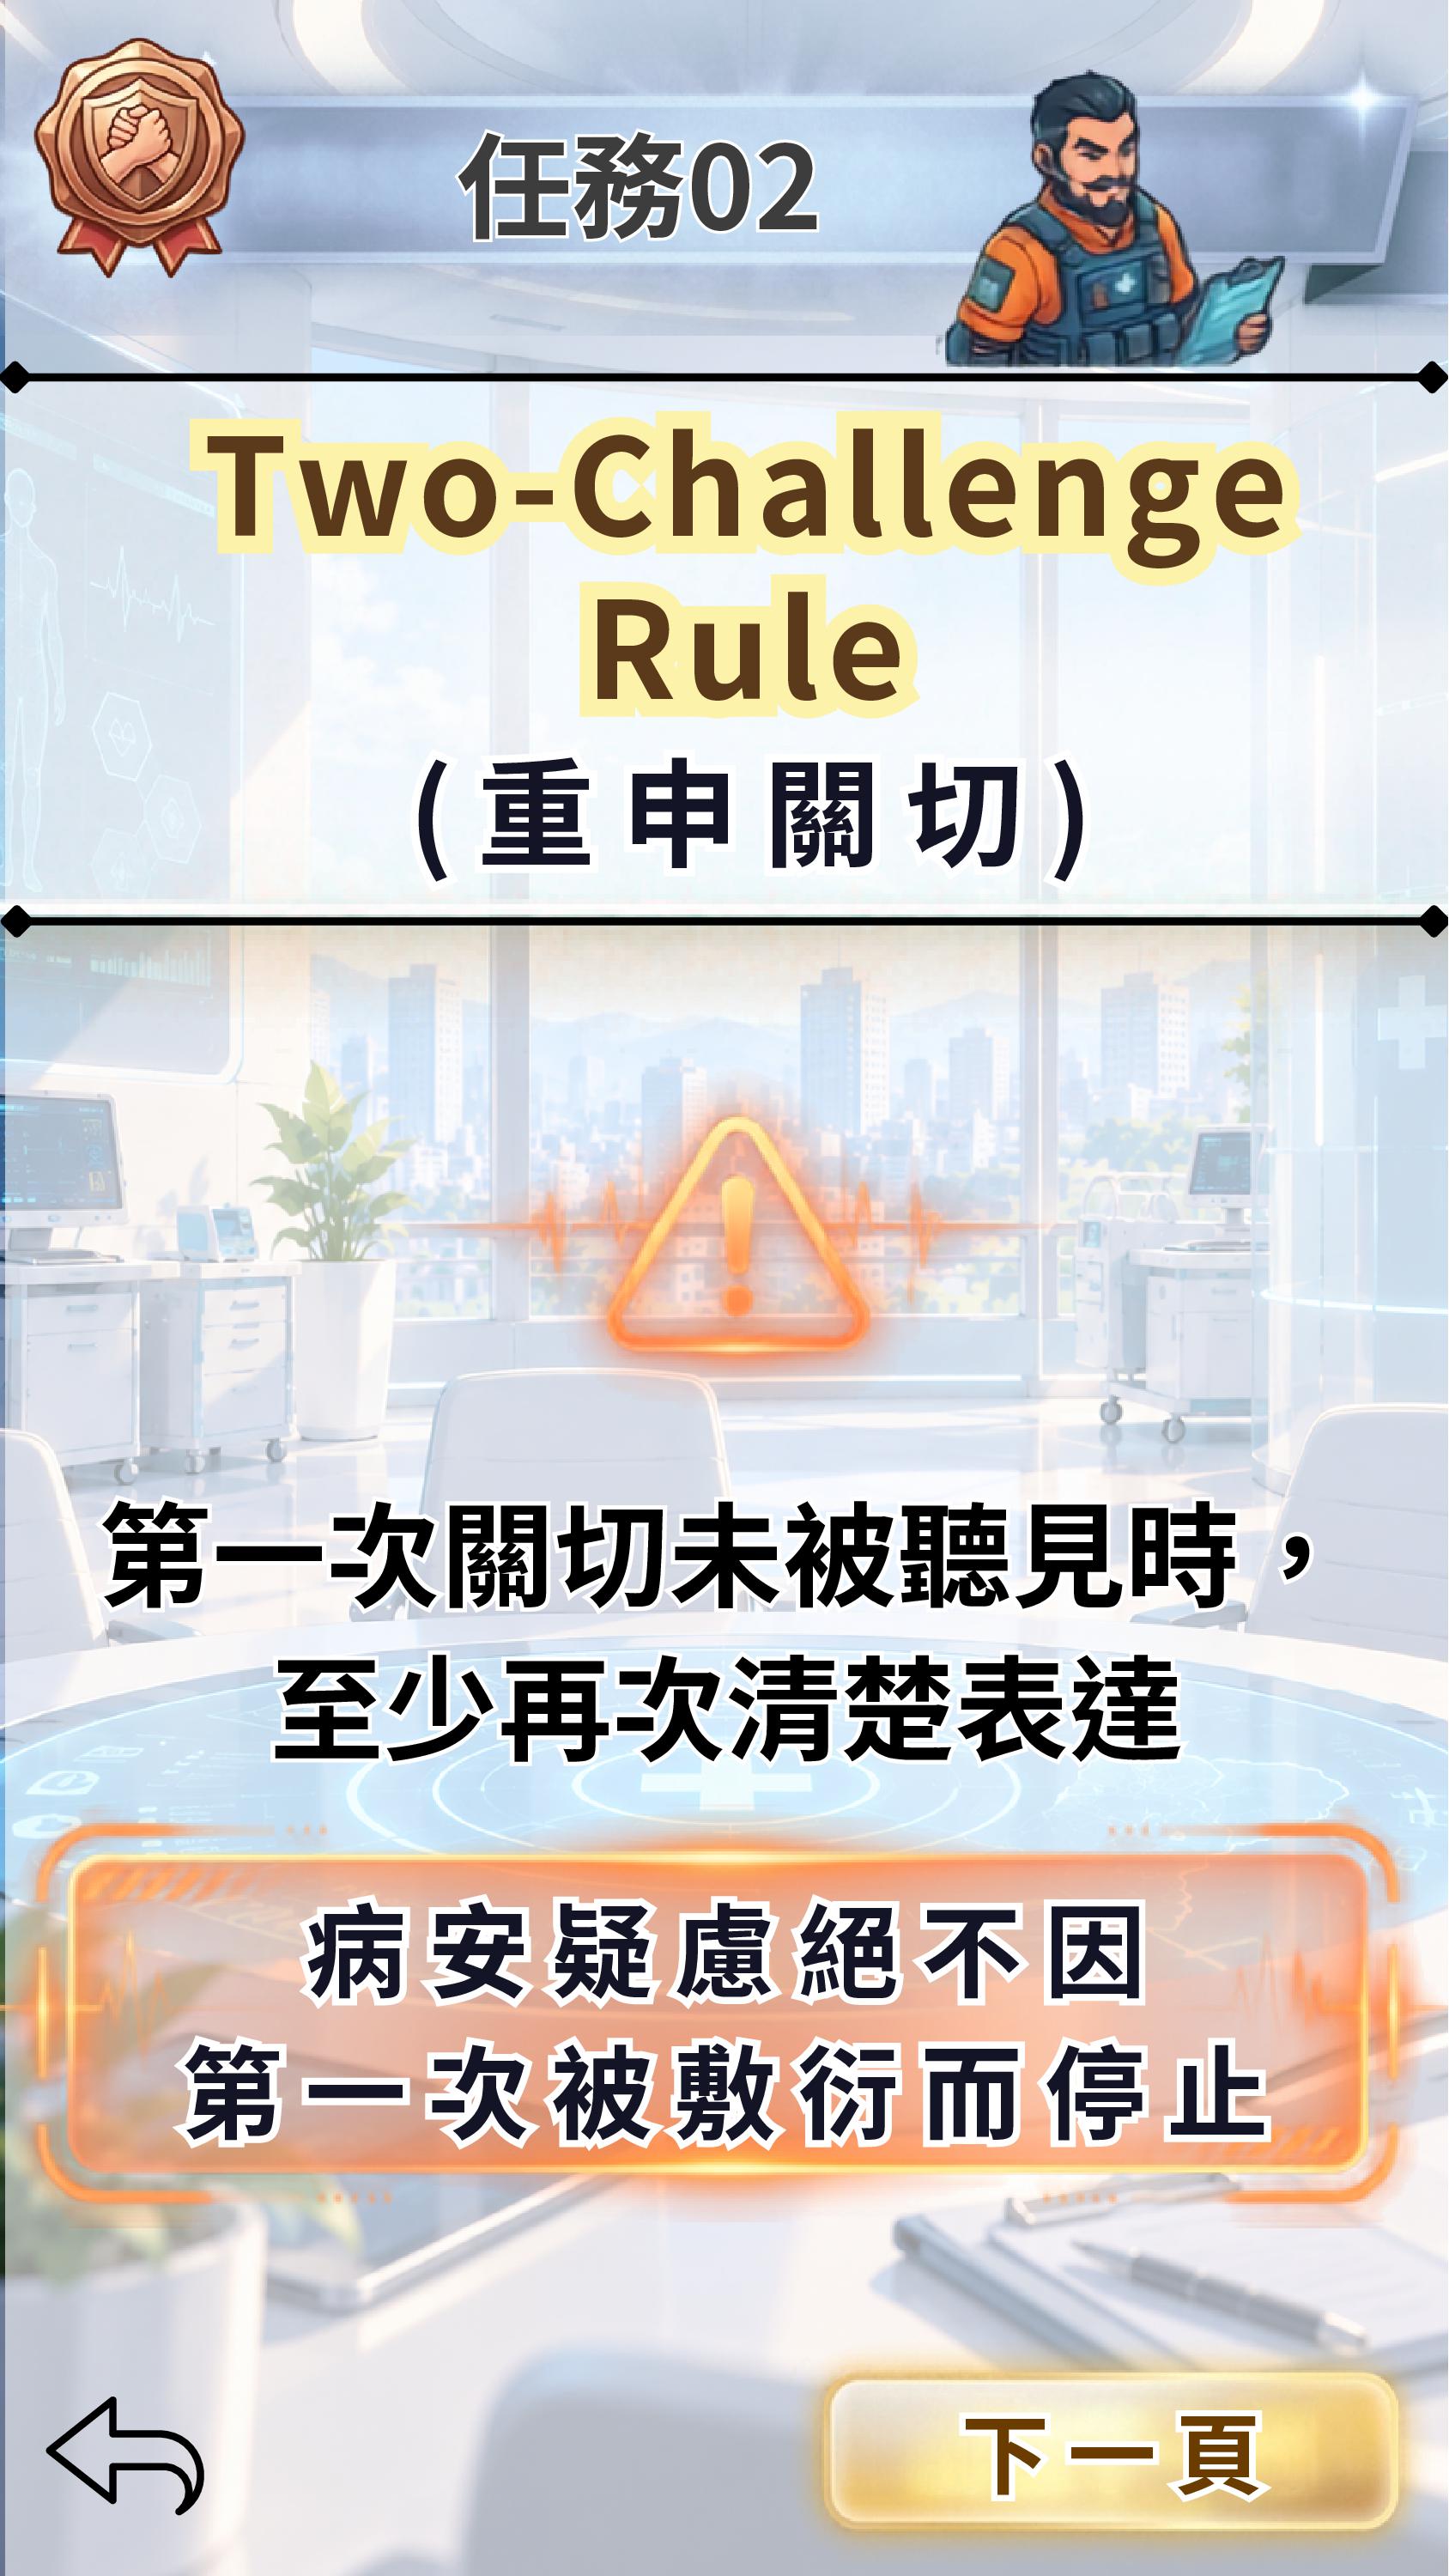 任務02
Two-Challenge
Rule
(重申關切)
第一次關切未被聽見時，
至少再次清楚表達
病安疑慮絕不因
第一次被敷衍而停止
下一頁